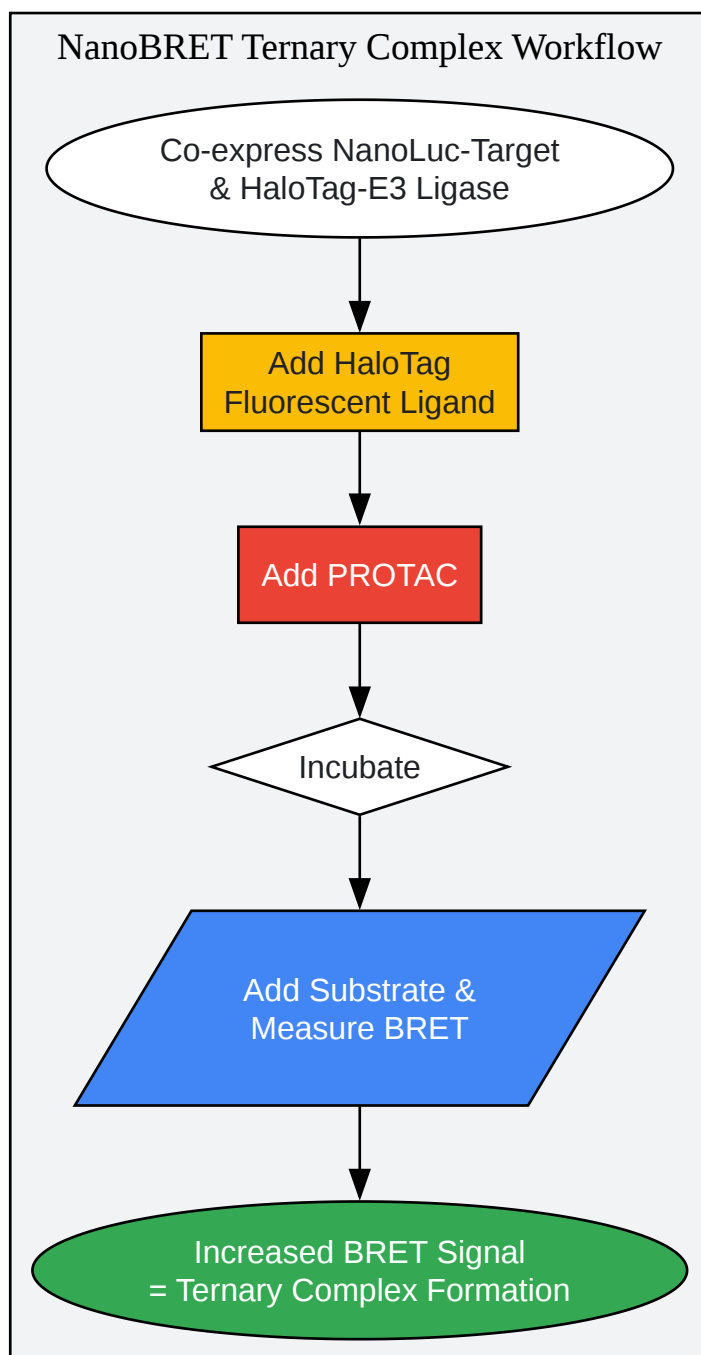 NanoBRET Ternary Complex Workflow
Co-express NanoLuc-Target
& HaloTag-E3 Ligase
Add HaloTag
Fluorescent Ligand
Add PROTAC
Incubate
Add Substrate &
Measure BRET
Increased BRET Signal
= Ternary Complex Formation